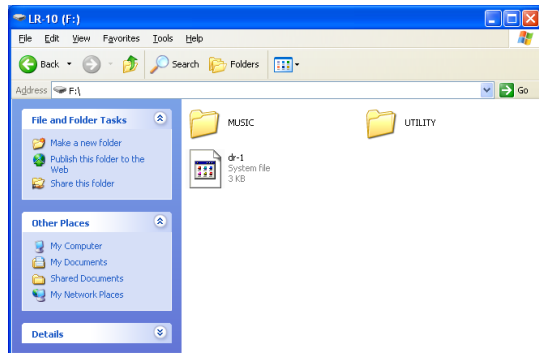 LR-10 (F:)
File Edit View Favorites Tools Help
Back Search Folders
Address F:\ Go
File and Folder Tasks
Make a new folder
Publish this folder to the
Web
Share this folder
Other Places
My Computer
My Documents
Shared Documents
My Network Places
Details
MUSIC UTILITY
dr-1
System file
3 KB